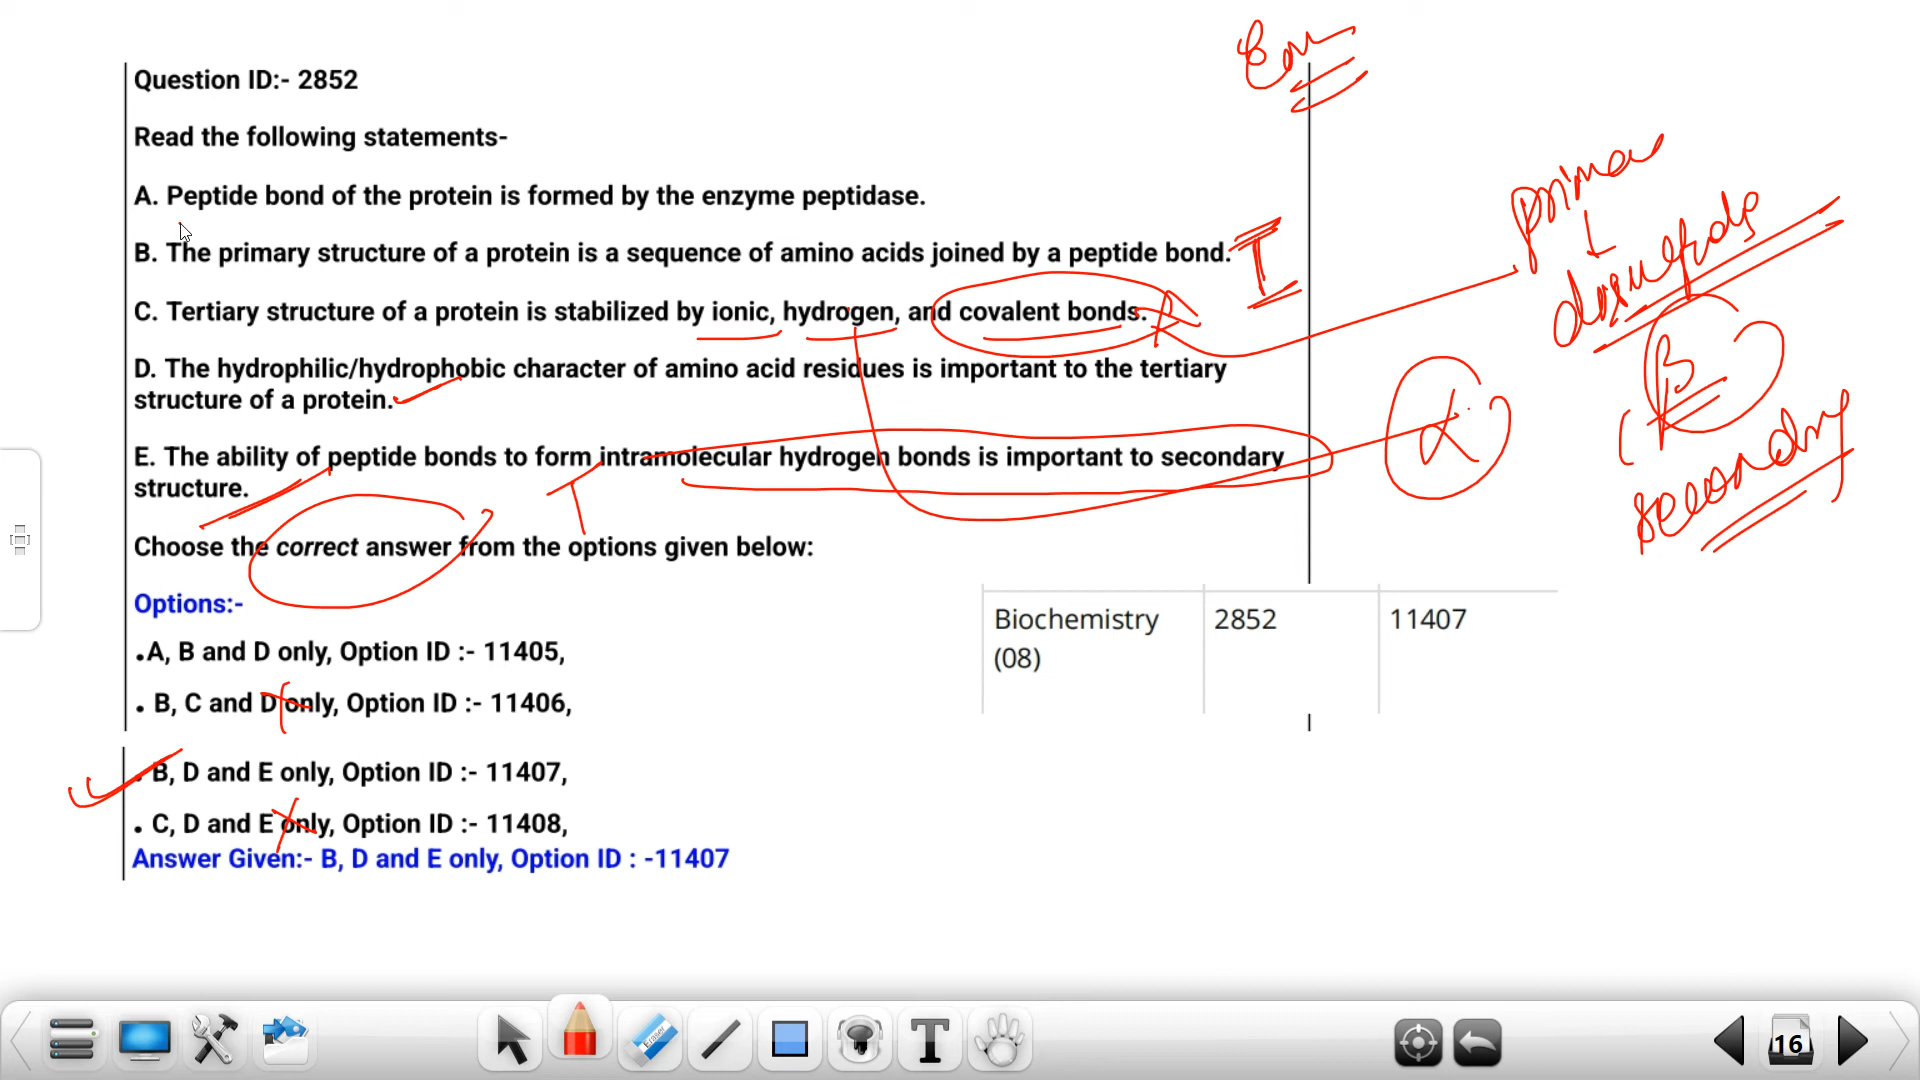 Question ID:- 2852
Read the following statements-
A. Peptide bond of the protein is formed by the enzyme peptidase.
B. The primary structure of a protein is a sequence of amino acids joined by a peptide bond.
C. Tertiary structure of a protein is stabilized by ionic, hydrogen, and covalent bonds.
D. The hydrophilic/hydrophobic character of amino acid residues is important to the tertiary
structure of a protein.
E. The ability of peptide bonds to form intramolecular hydrogen bonds is important to secondary
structure.
Choose the correct answer from the options given below:
Options:-
.A, B and D only, Option ID :- 11405,
. B, C and D only, Option ID :- 11406,
. B, D and E only, Option ID :- 11407,
. C, D and E only, Option ID :- 11408,
Answer Given:- B, D and E only, Option ID : -11407
Biochemistry 2852 11407
(08)
I
T
α
β
secondary
Eraser
T
16